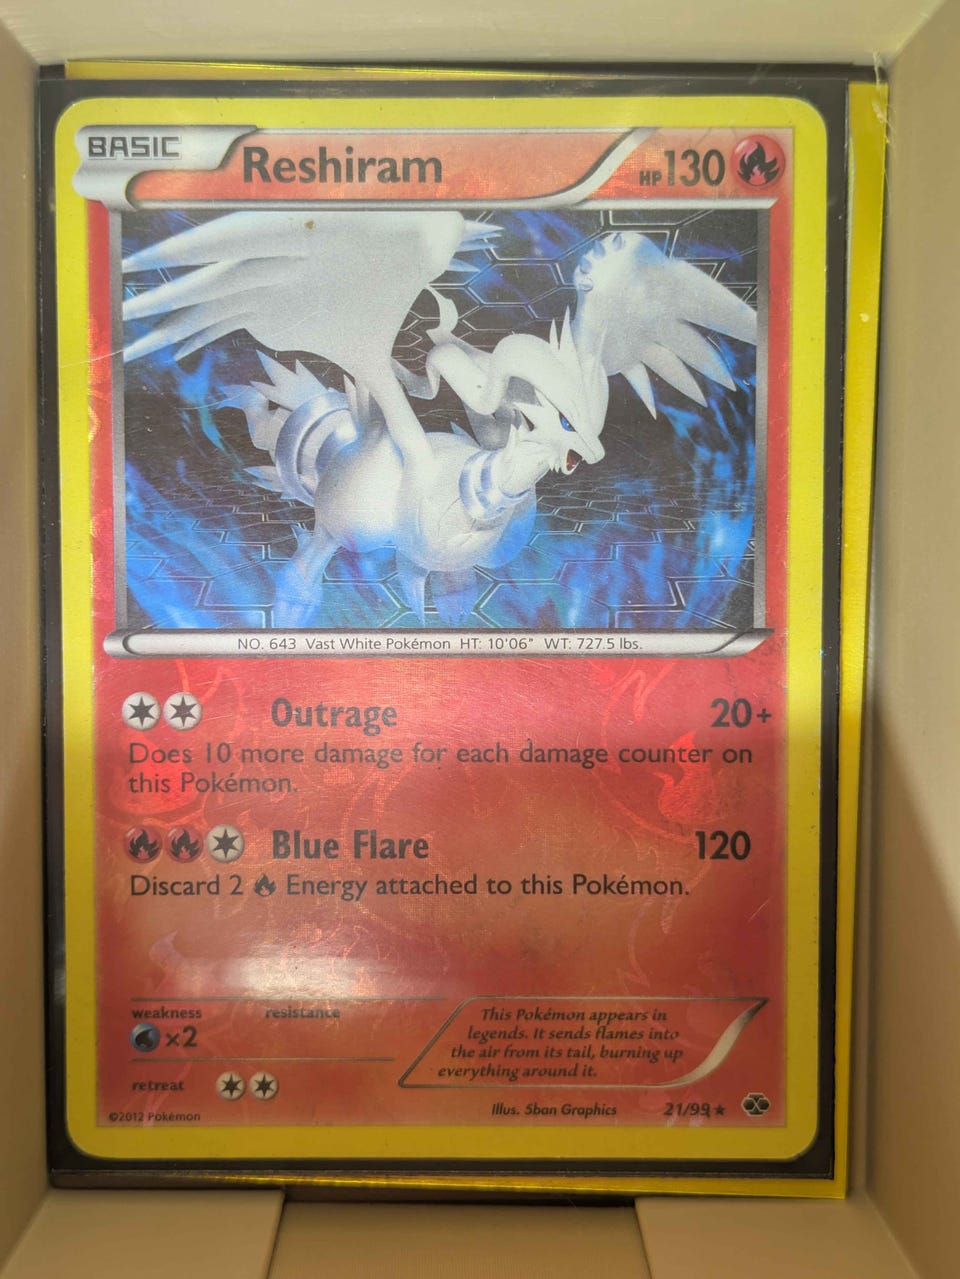 BASIC Reshiram HP 130
NO. 643 Vast White Pokémon HT: 10'06" WT: 727.5 lbs.
Outrage 20+
Does 10 more damage for each damage counter on
this Pokémon.
Blue Flare 120
Discard 2 Energy attached to this Pokémon.
weakness resistance
×2
retreat
This Pokémon appears in
legends. It sends flames into
the air from its tail, burning up
everything around it.
©2012 Pokémon
Illus. 5ban Graphics 21/99 ★